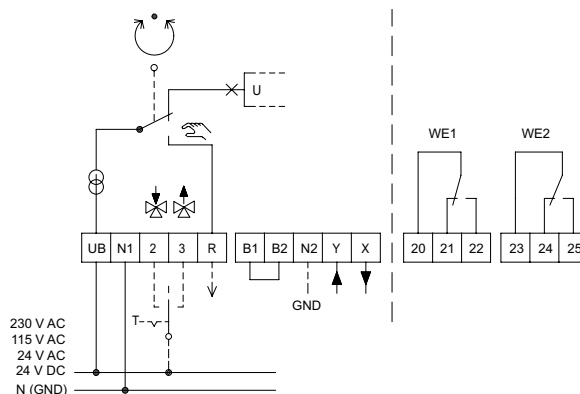 U
WE1
WE2
UB N1 2 3 R
B1 B2 N2 Y X
20 21 22
23 24 25
GND
T
230 V AC
115 V AC
24 V AC
24 V DC
N (GND)